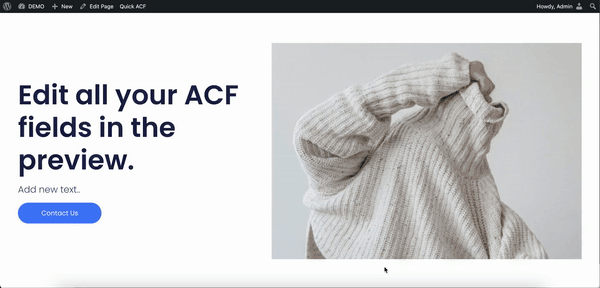 DEMO New Edit Page Quick ACF Howdy, Admin
Edit all your ACF
fields in the
preview.
Add new text..
Contact Us